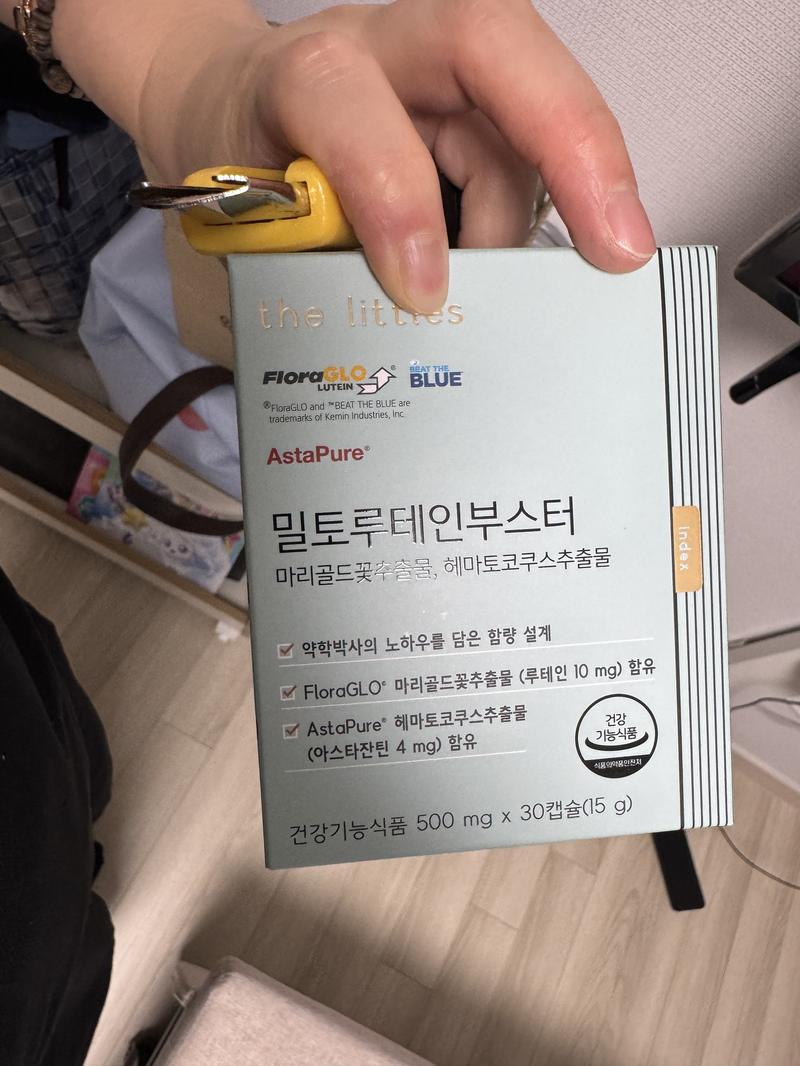 the littles
FloraGLO® BEAT THE
LUTEIN BLUE™
®FloraGLO and ™BEAT THE BLUE are
trademarks of Kemin Industries, Inc.
AstaPure®
밀토루테인부스터
마리골드꽃추출물, 헤마토코쿠스추출물
index
약학박사의 노하우를 담은 함량 설계
FloraGLO® 마리골드꽃추출물 (루테인 10 mg) 함유
AstaPure® 헤마토코쿠스추출물
(아스타잔틴 4 mg) 함유
건강
기능식품
식품의약품안전처
건강기능식품 500 mg x 30캡슐(15 g)